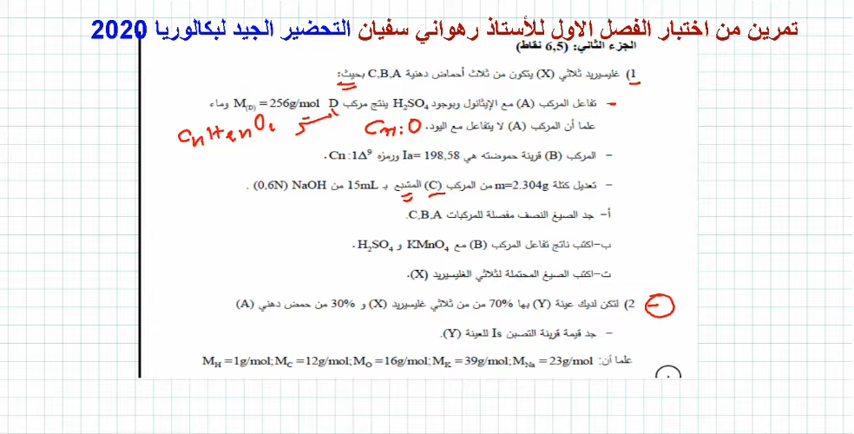 تمرين من اختبار الفصل الاول للأستاذ رهواني سفيان التحضير الجيد لبكالوريا 2020
الجزء الثاني: (6,5 نقاط)
1) غليسيريد ثلاثي (X) يتكون من ثلاث أحماض دهنية C,B,A بحيث:
- تفاعل المركب (A) مع الإيثانول وبوجود H₂SO₄ ينتج مركب D M(D) =256g/mol وماء
CnH2nO2 استر Cn:0
علما أن المركب (A) لا يتفاعل مع اليود.
- المركب (B) قرينة حموضته هي Ia= 198,58 ورمزه Cn :1Δ⁹ .
- تعديل كتلة m=2.304g من المركب (C) المشبع بـ 15mL من NaOH (0,6N) .
أ- جد الصيغ النصف مفصلة للمركبات C,B,A.
ب-اكتب ناتج تفاعل المركب (B) مع KMnO₄ و H₂SO₄ .
ت-اكتب الصيغ المحتملة لثلاثي الغليسيريد (X).
2) لتكن لديك عينة (Y) بها 70% من من ثلاثي غليسيريد (X) و 30% من حمض دهني (A)
- جد قيمة قرينة التصبن Is للعينة (Y).
علما أن: M_H =1g/mol; M_C =12g/mol; M_O =16g/mol; M_K =39g/mol; M_Na =23g/mol